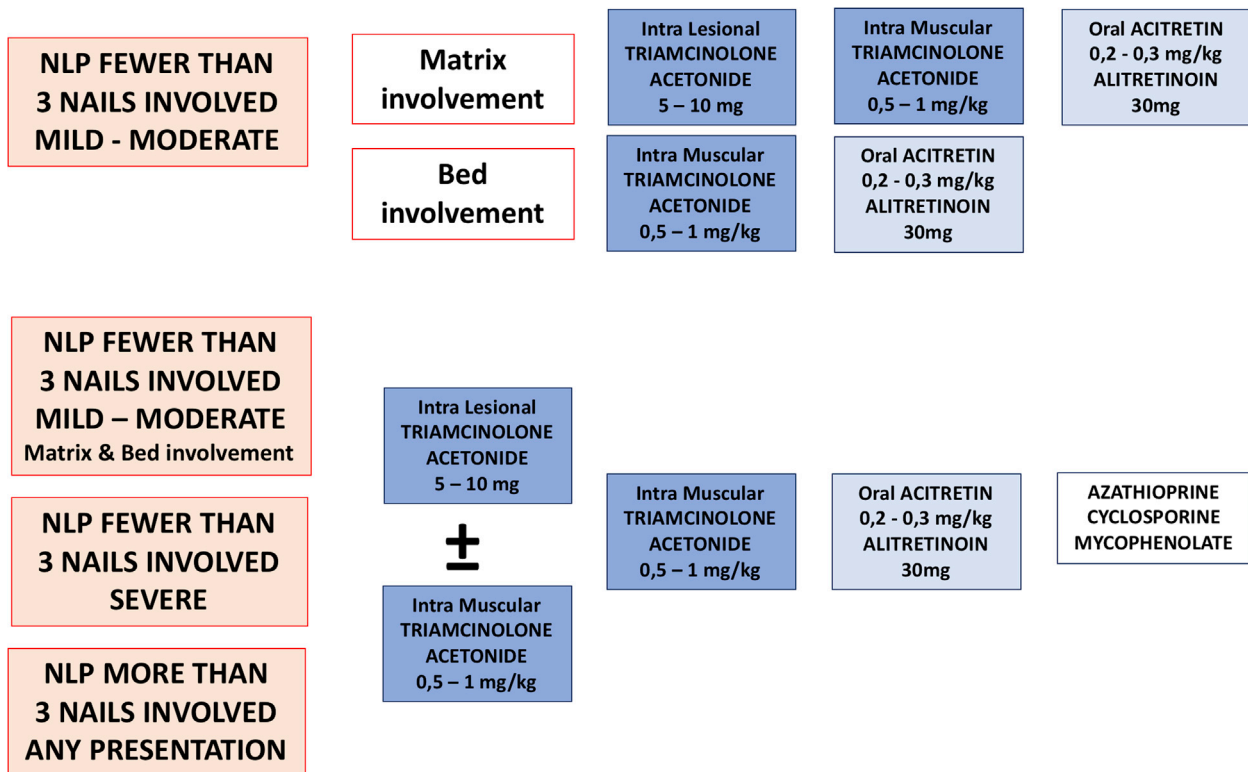 NLP FEWER THAN
3 NAILS INVOLVED
MILD - MODERATE
Matrix
involvement
Intra Lesional
TRIAMCINOLONE
ACETONIDE
5 – 10 mg
Intra Muscular
TRIAMCINOLONE
ACETONIDE
0,5 – 1 mg/kg
Oral ACITRETIN
0,2 - 0,3 mg/kg
ALITRETINOIN
30mg
Bed
involvement
Intra Muscular
TRIAMCINOLONE
ACETONIDE
0,5 – 1 mg/kg
Oral ACITRETIN
0,2 - 0,3 mg/kg
ALITRETINOIN
30mg
NLP FEWER THAN
3 NAILS INVOLVED
MILD – MODERATE
Matrix & Bed involvement
NLP FEWER THAN
3 NAILS INVOLVED
SEVERE
NLP MORE THAN
3 NAILS INVOLVED
ANY PRESENTATION
Intra Lesional
TRIAMCINOLONE
ACETONIDE
5 – 10 mg
±
Intra Muscular
TRIAMCINOLONE
ACETONIDE
0,5 – 1 mg/kg
Intra Muscular
TRIAMCINOLONE
ACETONIDE
0,5 – 1 mg/kg
Oral ACITRETIN
0,2 - 0,3 mg/kg
ALITRETINOIN
30mg
AZATHIOPRINE
CYCLOSPORINE
MYCOPHENOLATE